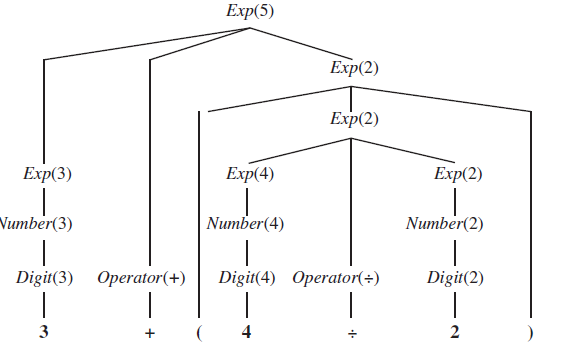 Exp(5)
Exp(2)
Exp(2)
Exp(3) Exp(4) Exp(2)
Number(3) Number(4) Number(2)
Digit(3) Operator(+) Digit(4) Operator(÷) Digit(2)
3 + ( 4 ÷ 2 )